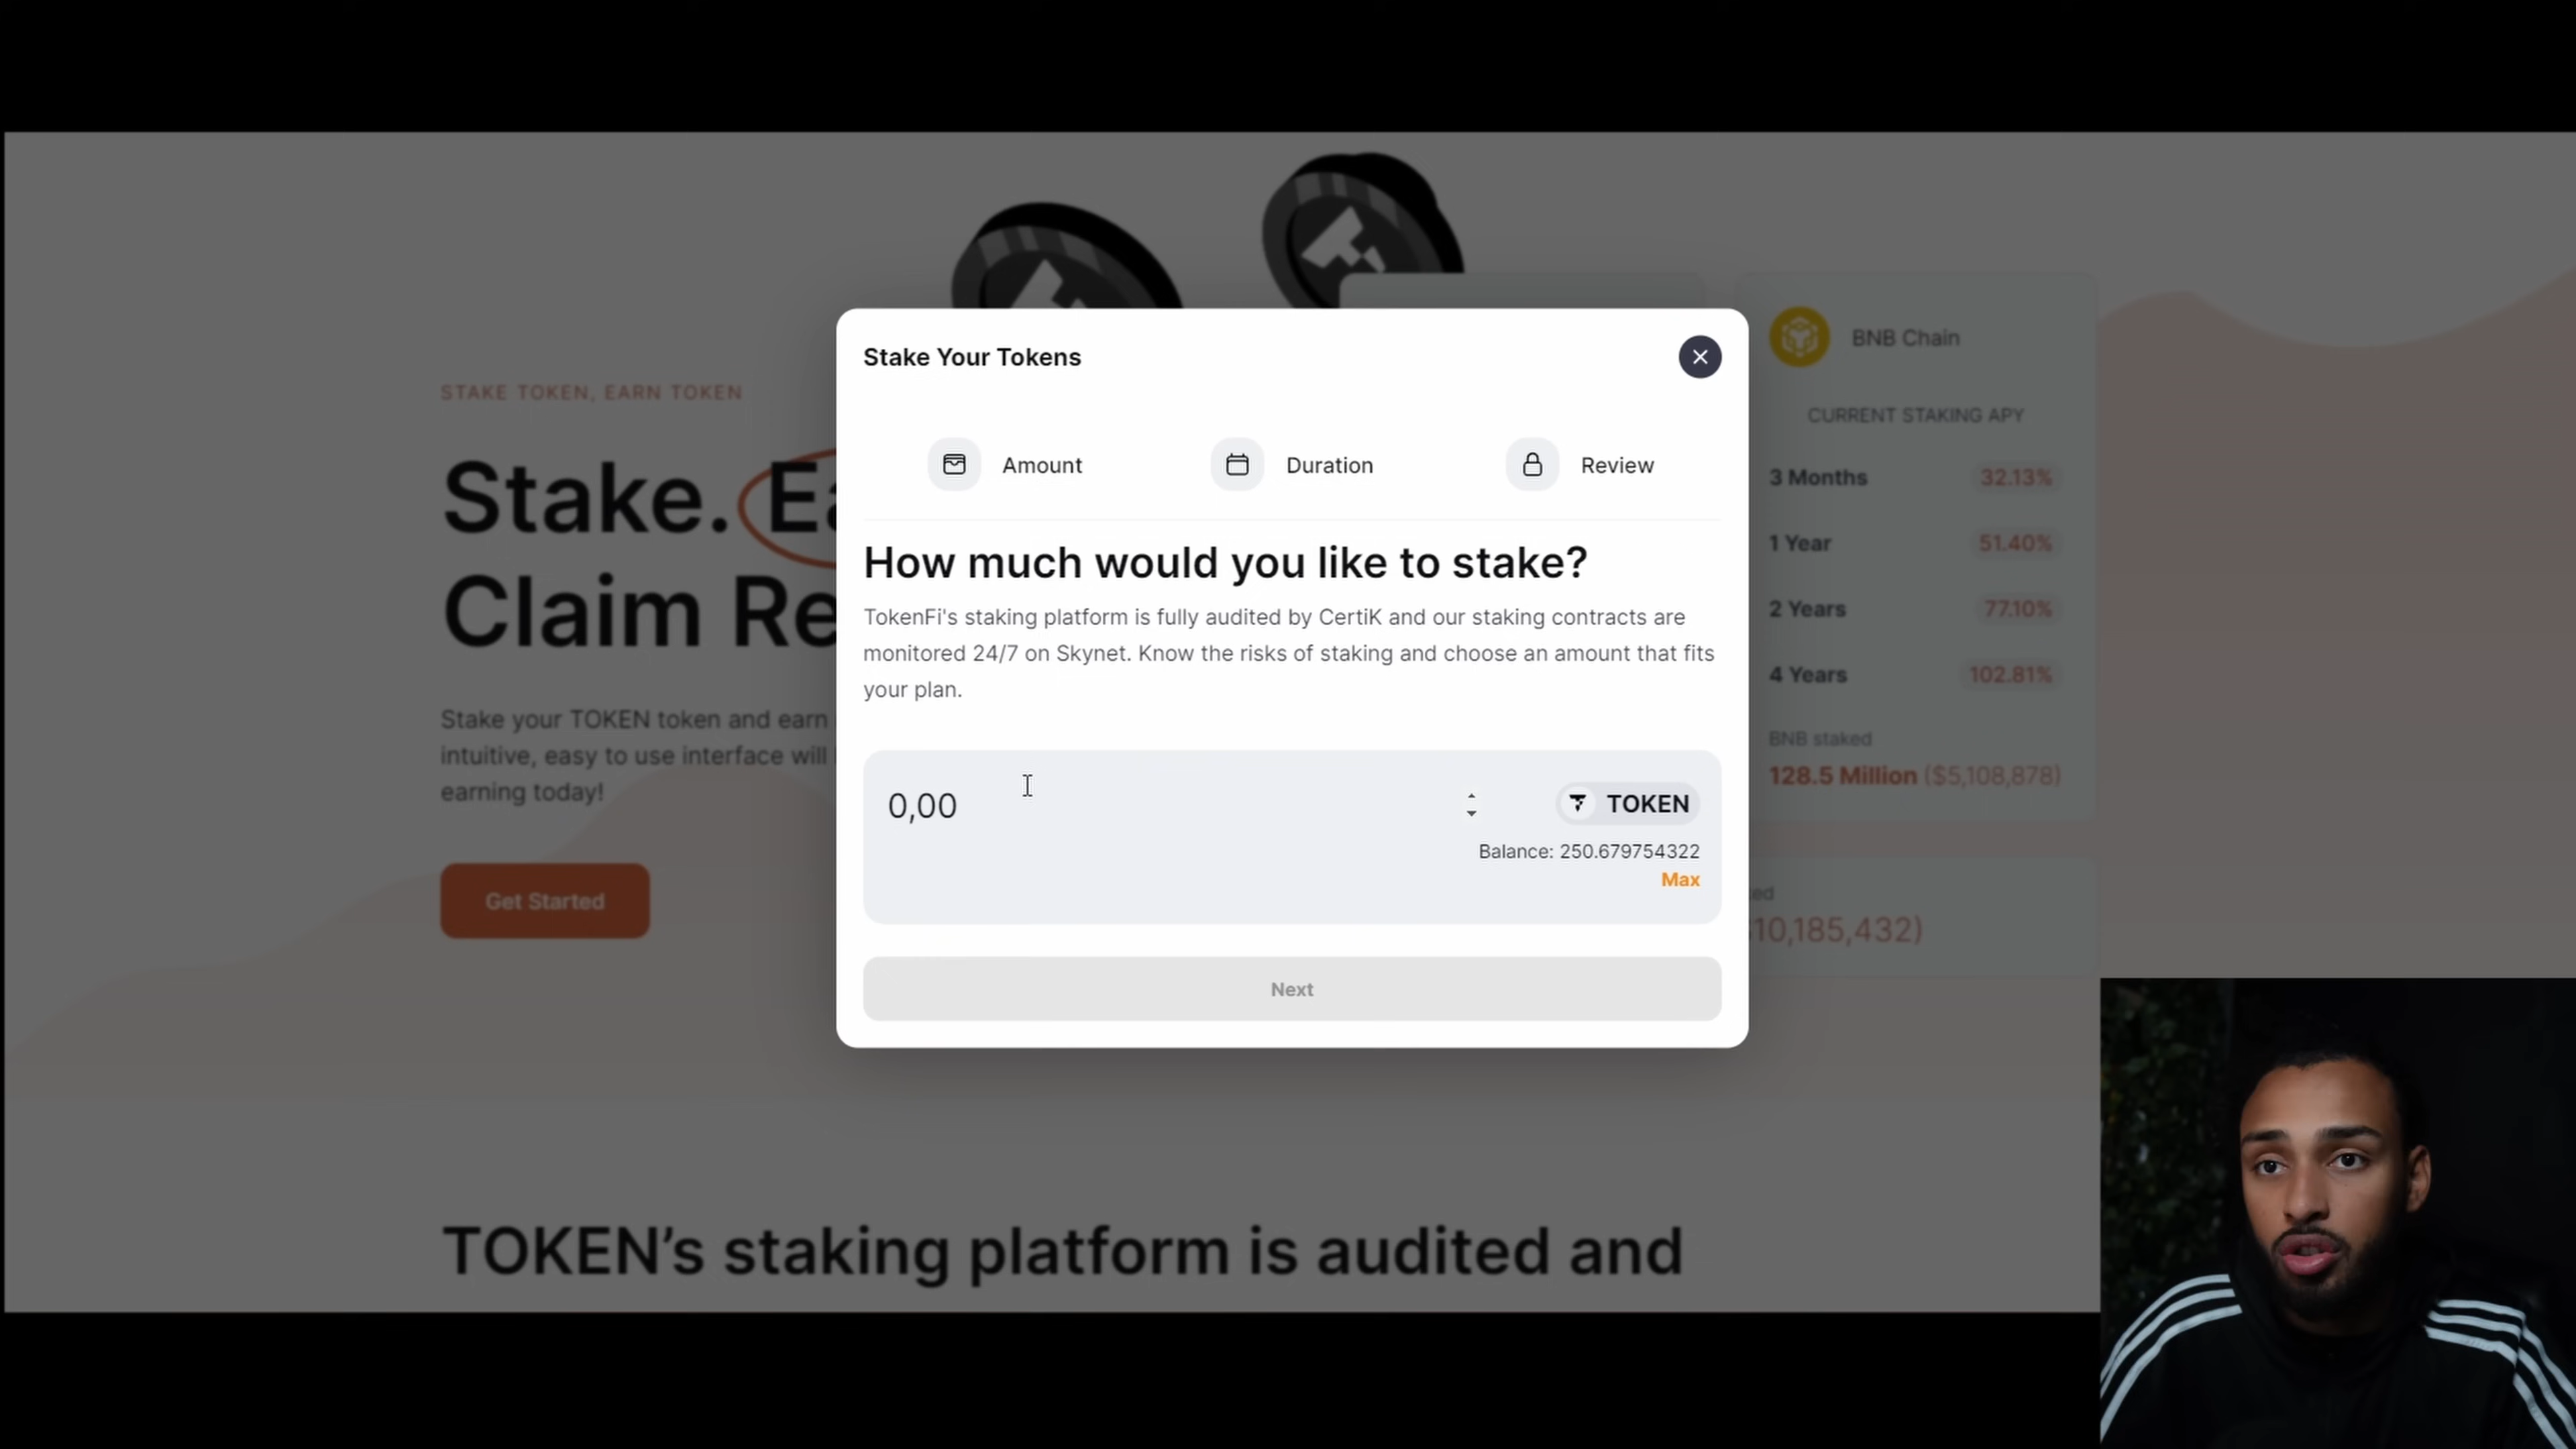 STAKE TOKEN, EARN TOKEN
Stake.
Claim
Stake your TOKEN token and earn
intuitive, easy to use interface will
earning today!
Get Started
Stake Your Tokens
Amount
Duration
Review
How much would you like to stake?
TokenFi's staking platform is fully audited by CertiK and our staking contracts are
monitored 24/7 on Skynet. Know the risks of staking and choose an amount that fits
your plan.
0,00
TOKEN
Balance: 250.679754322
Max
Next
BNB Chain
CURRENT STAKING APY
3 Months 32.13%
1 Year 51.40%
2 Years 77.10%
4 Years 102.81%
BNB staked
128.5 Million ($5,108,878)
10,185,432)
TOKEN’s staking platform is audited and